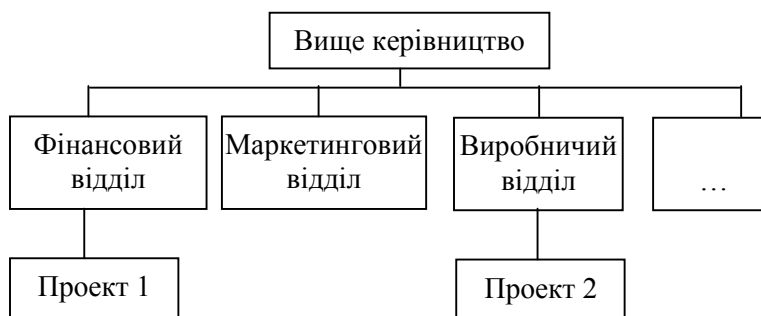 Вище керівництво
Фінансовий
відділ
Маркетинговий
відділ
Виробничий
відділ
…
Проект 1
Проект 2